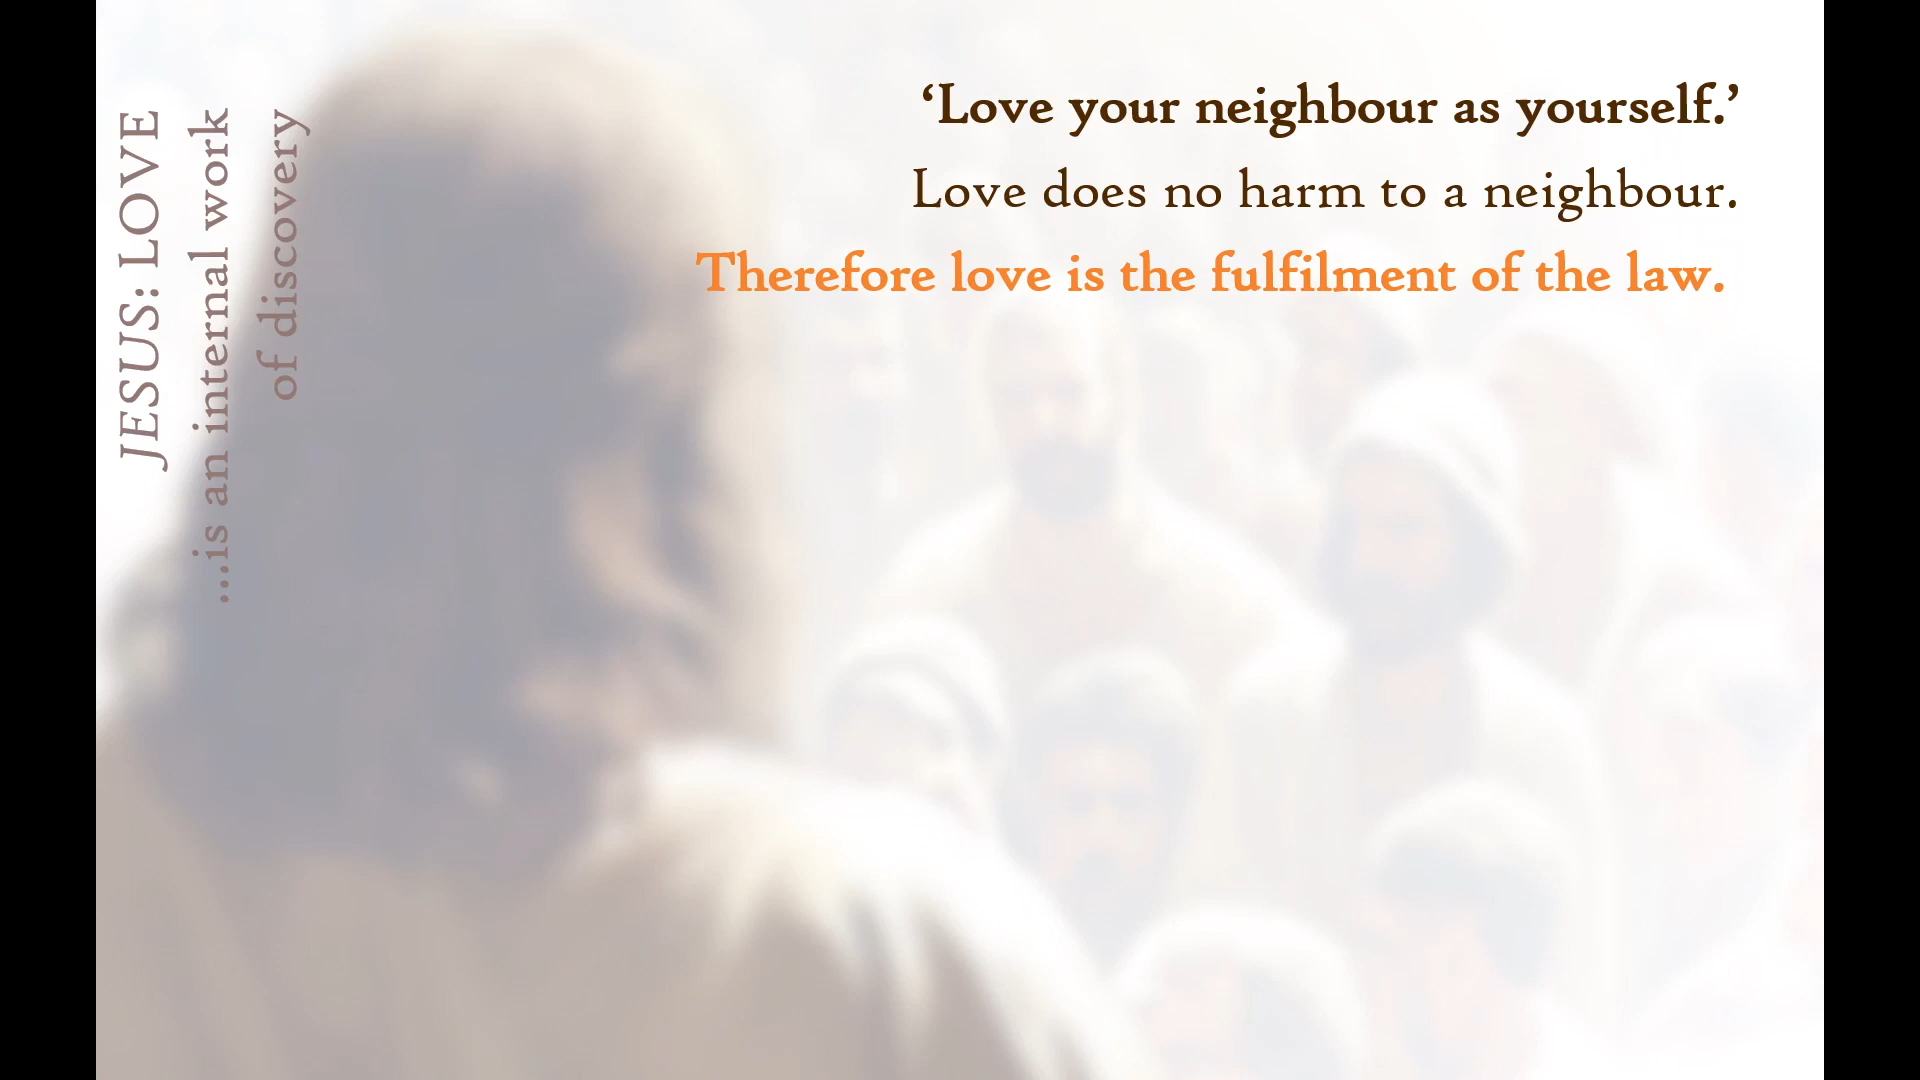 JESUS: LOVE
...is an internal work
of discovery
‘Love your neighbour as yourself.’
Love does no harm to a neighbour.
Therefore love is the fulfilment of the law.